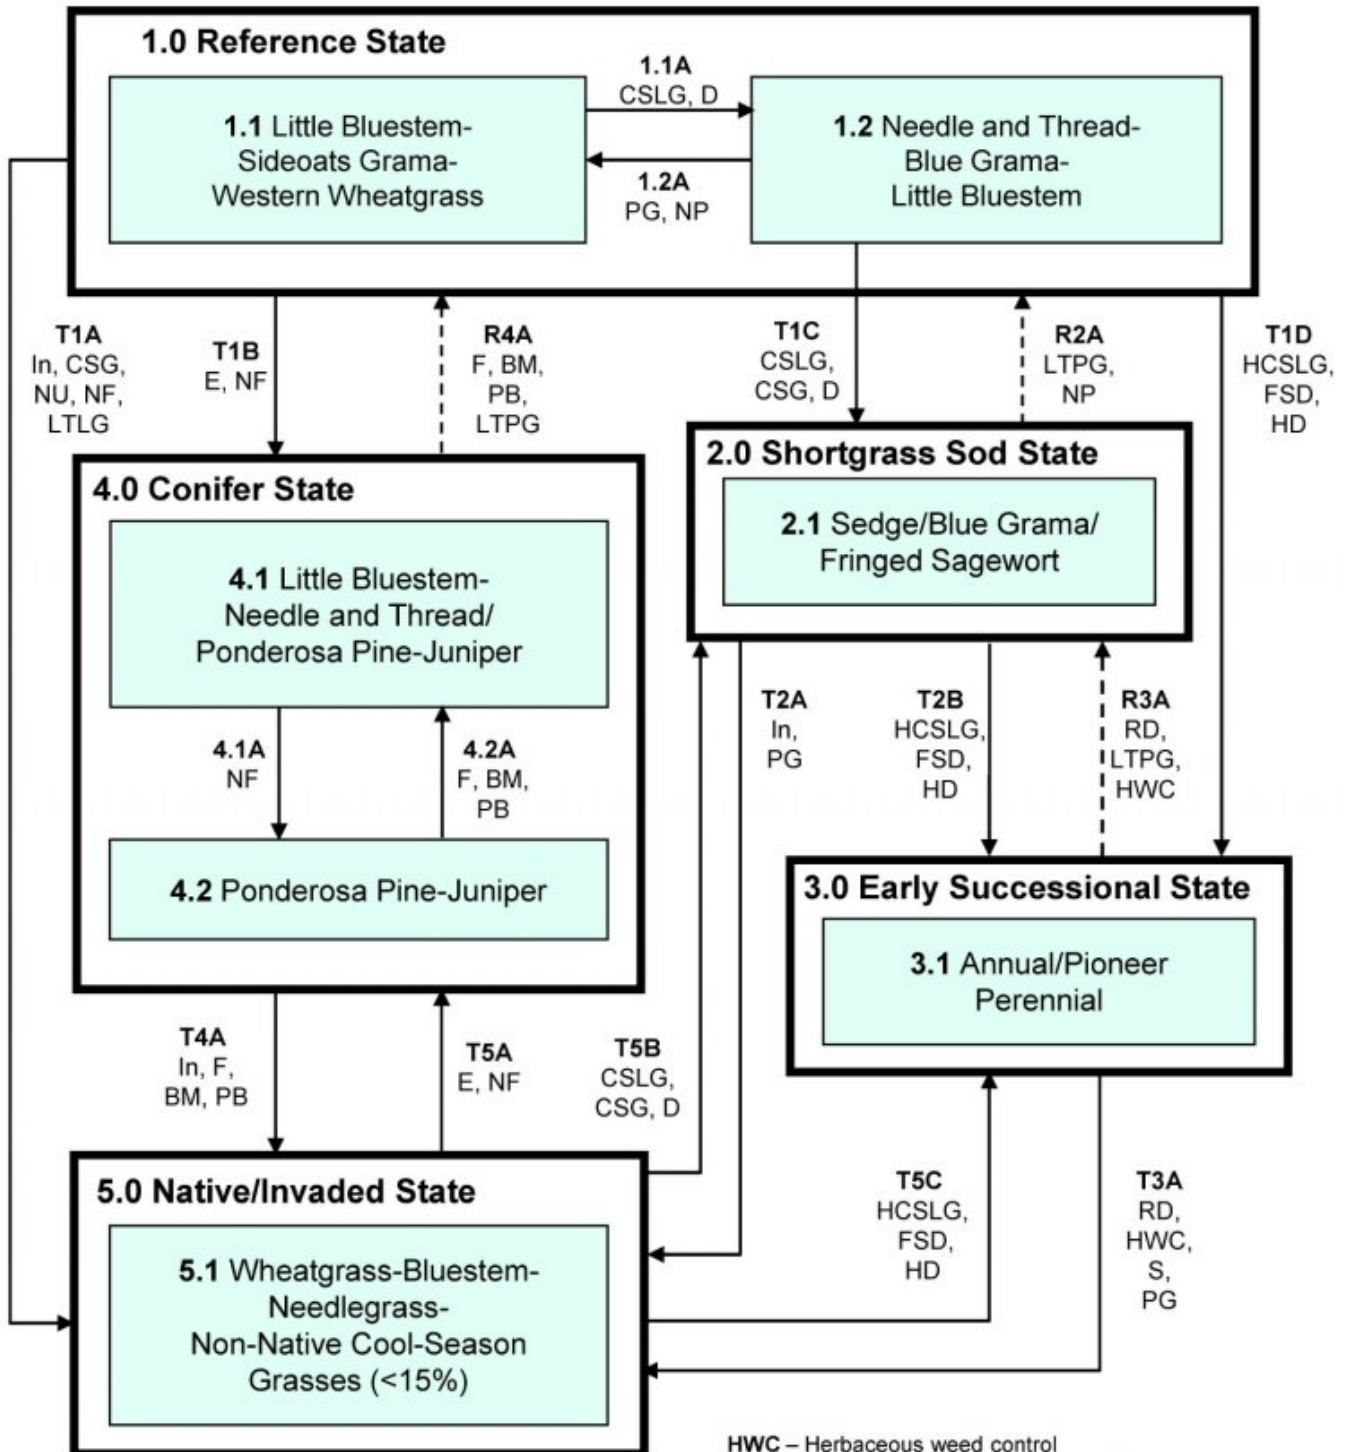 1.0 Reference State
1.1 Little Bluestem-
Sideoats Grama-
Western Wheatgrass
1.1A
CSLG, D
1.2A
PG, NP
1.2 Needle and Thread-
Blue Grama-
Little Bluestem
T1A
In, CSG,
NU, NF,
LTLG
T1B
E, NF
R4A
F, BM,
PB,
LTPG
T1C
CSLG,
CSG, D
R2A
LTPG,
NP
T1D
HCSLG,
FSD,
HD
4.0 Conifer State
4.1 Little Bluestem-
Needle and Thread/
Ponderosa Pine-Juniper
4.1A
NF
4.2A
F, BM,
PB
4.2 Ponderosa Pine-Juniper
2.0 Shortgrass Sod State
2.1 Sedge/Blue Grama/
Fringed Sagewort
T2A
In,
PG
T2B
HCSLG,
FSD,
HD
R3A
RD,
LTPG,
HWC
3.0 Early Successional State
3.1 Annual/Pioneer
Perennial
T4A
In, F,
BM, PB
T5A
E, NF
T5B
CSLG,
CSG, D
T5C
HCSLG,
FSD,
HD
T3A
RD,
HWC,
S,
PG
5.0 Native/Invaded State
5.1 Wheatgrass-Bluestem-
Needlegrass-
Non-Native Cool-Season
Grasses (<15%)
HWC – Herbaceous weed control